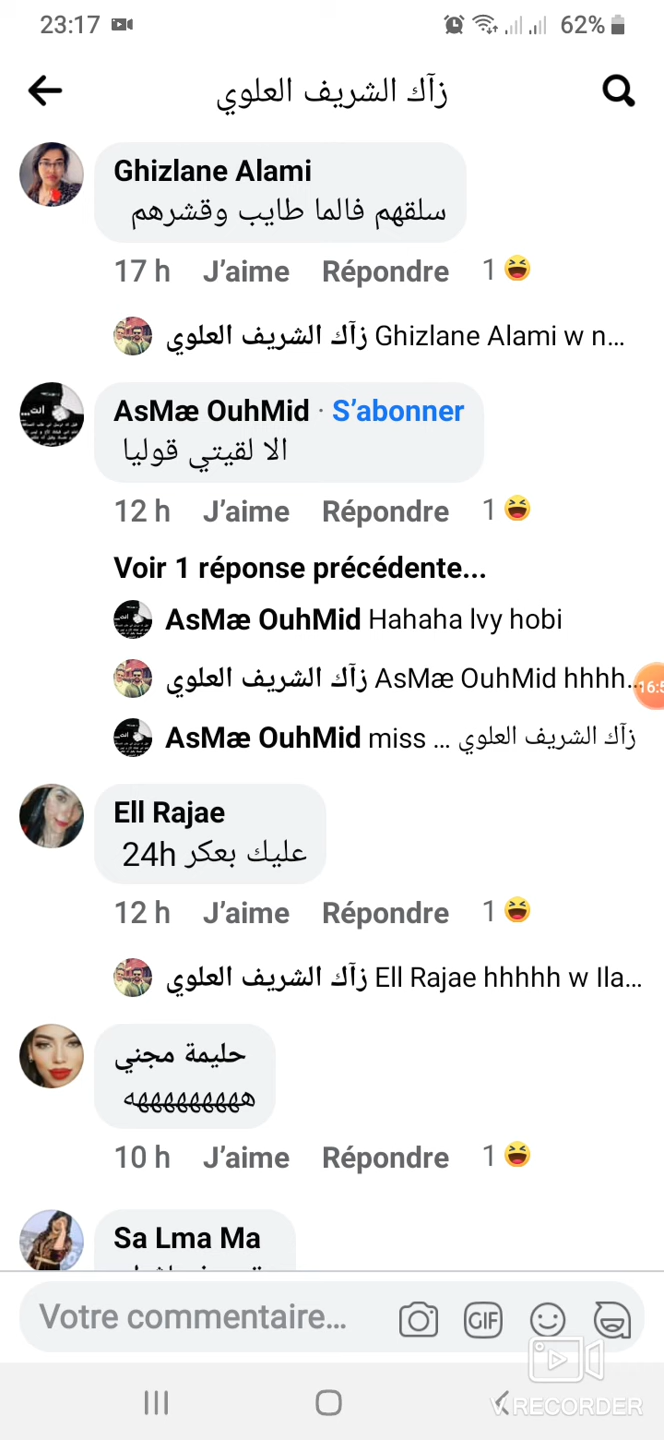 23:17 62%
زآك الشريف العلوي
Ghizlane Alami
سلقهم فالما طايب وقشرهم
17 h J'aime Répondre 1
زآك الشريف العلوي Ghizlane Alami w n...
AsMæ OuhMid · S'abonner
الا لقيتي قوليا
12 h J'aime Répondre 1
Voir 1 réponse précédente...
AsMæ OuhMid Hahaha lvy hobi
زآك الشريف العلوي AsMæ OuhMid hhhh...
16:5
AsMæ OuhMid miss ... زآك الشريف العلوي
Ell Rajae
عليك بعكر 24h
12 h J'aime Répondre 1
زآك الشريف العلوي Ell Rajae hhhhh w Ila...
حليمة مجني
هههههههههه
10 h J'aime Répondre 1
Sa Lma Ma
Votre commentaire...
GIF
V RECORDER